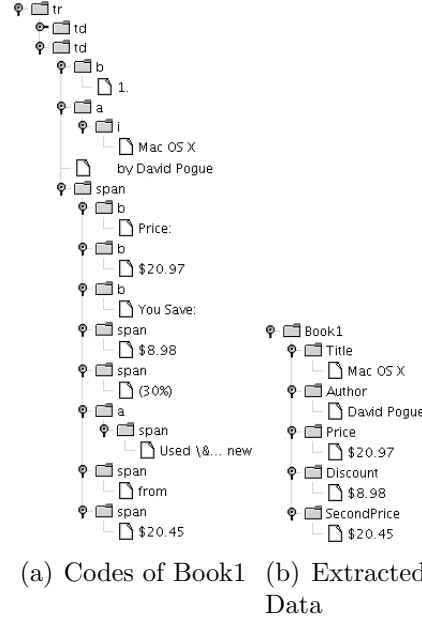 tr
td
td
b
1.
a
i
Mac OS X
by David Pogue
span
b
Price:
b
$20.97
b
You Save:
span
$8.98
span
(30%)
a
span
Used \&... new
span
from
span
$20.45
(a) Codes of Book1
Book1
Title
Mac OS X
Author
David Pogue
Price
$20.97
Discount
$8.98
SecondPrice
$20.45
(b) Extracted
Data